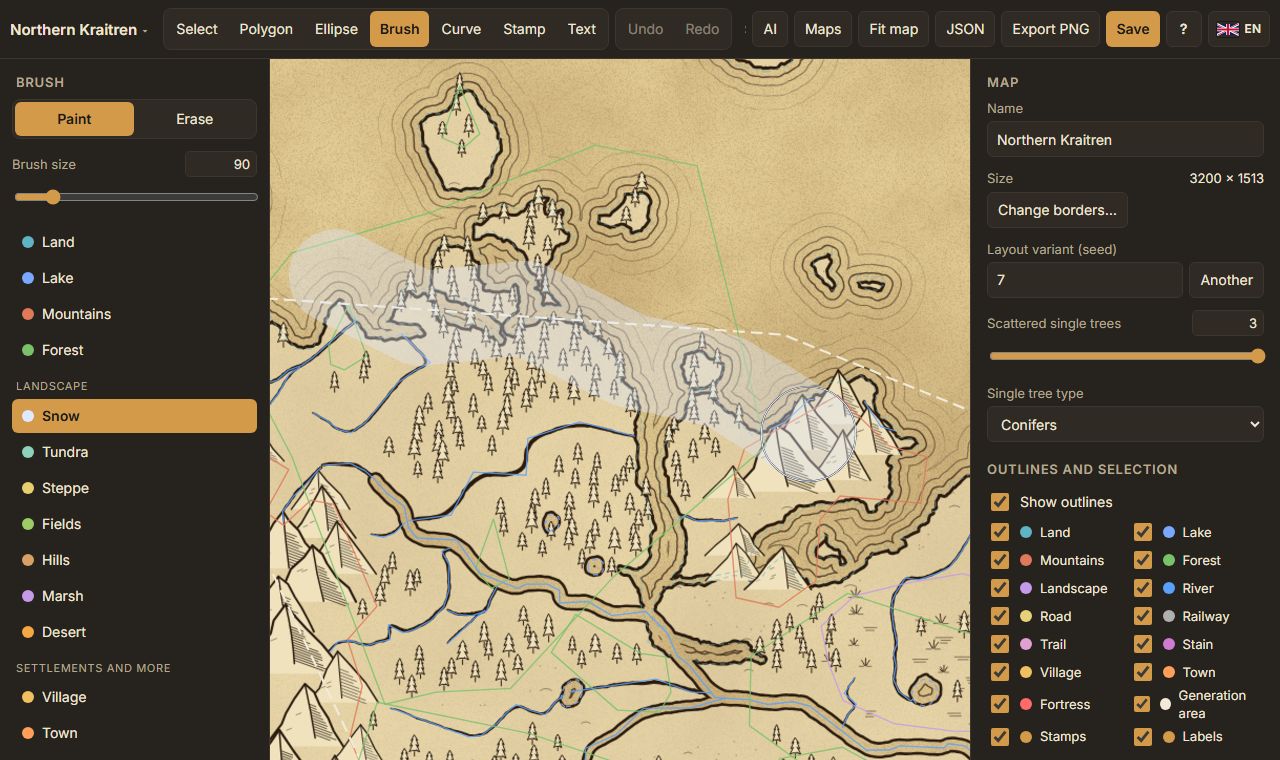 Northern Kraitren
Select Polygon Ellipse Brush Curve Stamp Text
Undo Redo
AI Maps Fit map JSON Export PNG Save ? EN
BRUSH
Paint Erase
Brush size 90
Land
Lake
Mountains
Forest
LANDSCAPE
Snow
Tundra
Steppe
Fields
Hills
Marsh
Desert
SETTLEMENTS AND MORE
Village
Town
MAP
Name
Northern Kraitren
Size 3200 × 1513
Change borders...
Layout variant (seed)
7 Another
Scattered single trees 3
Single tree type
Conifers
OUTLINES AND SELECTION
Show outlines
Land Lake
Mountains Forest
Landscape River
Road Railway
Trail Stain
Village Town
Fortress Generation
area
Stamps Labels